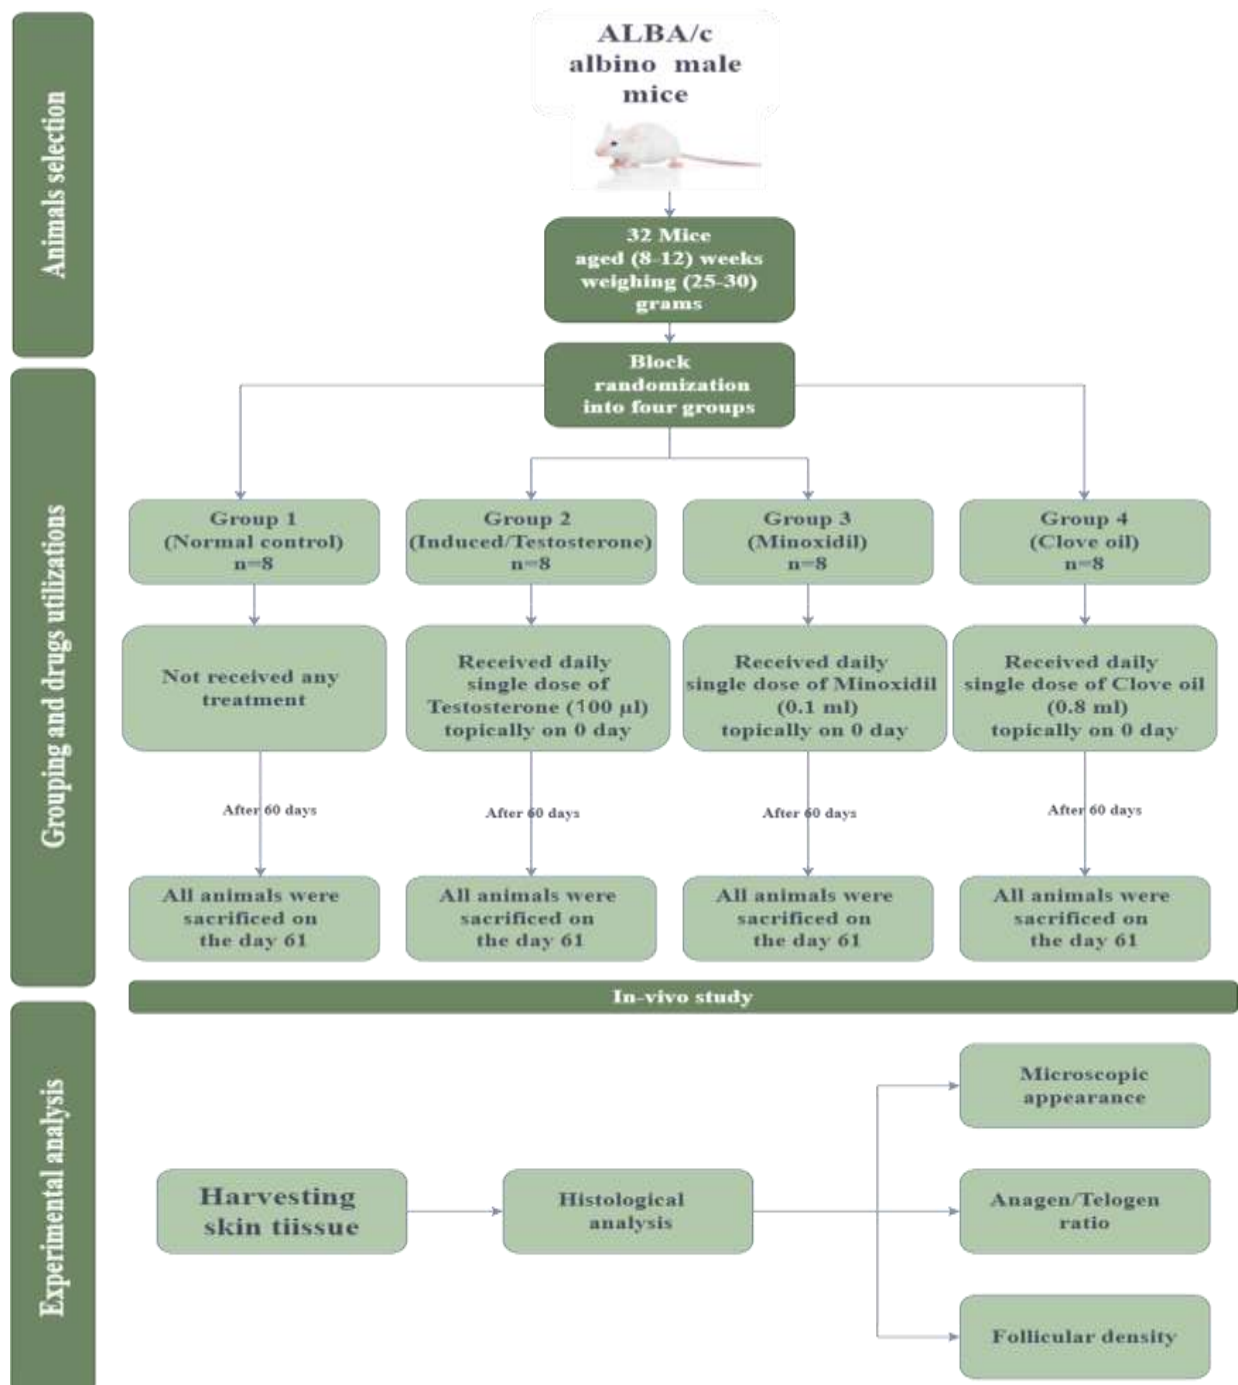 Animals selection
ALBA/c
albino male
mice
32 Mice
aged (8-12) weeks
weighing (25-30)
grams
Grouping and drugs utilizations
Block
randomization
into four groups
Group 1
(Normal control)
n=8
Group 2
(Induced/Testosterone)
n=8
Group 3
(Minoxidil)
n=8
Group 4
(Clove oil)
n=8
Not received any
treatment
Received daily
single dose of
Testosterone (100 µl)
topically on 0 day
Received daily
single dose of Minoxidil
(0.1 ml)
topically on 0 day
Received daily
single dose of Clove oil
(0.8 ml)
topically on 0 day
After 60 days
After 60 days
After 60 days
After 60 days
All animals were
sacrificed on
the day 61
All animals were
sacrificed on
the day 61
All animals were
sacrificed on
the day 61
All animals were
sacrificed on
the day 61
In-vivo study
Experimental analysis
Harvesting
skin tiissue
Histological
analysis
Microscopic
appearance
Anagen/Telogen
ratio
Follicular density